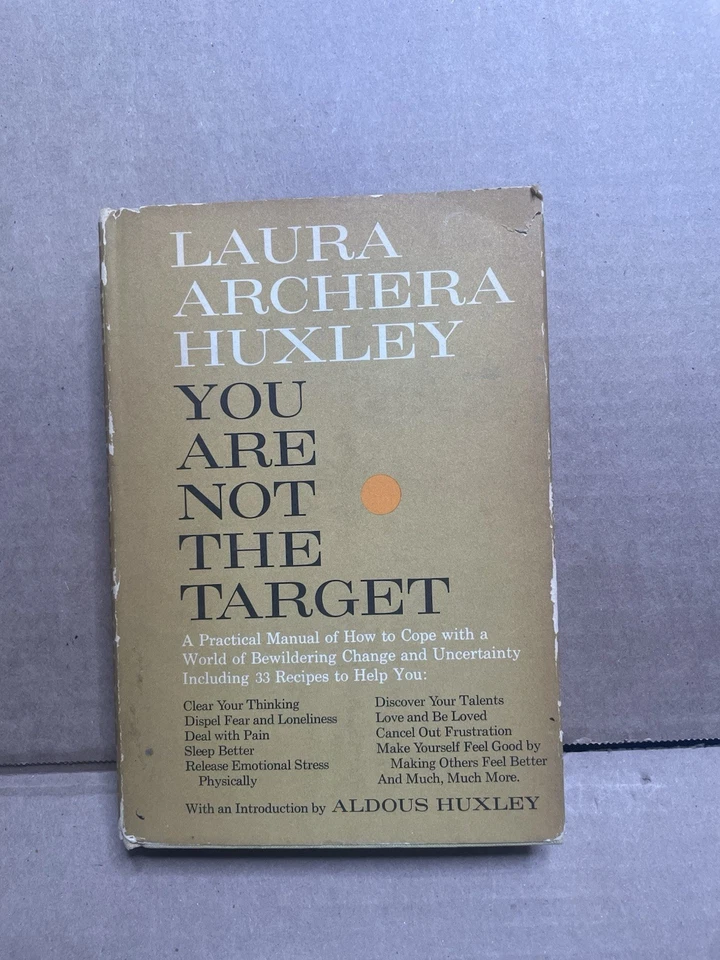 LAURA
ARCHERA
HUXLEY
YOU
ARE
NOT
THE
TARGET
A Practical Manual of How to Cope with a
World of Bewildering Change and Uncertainty
Including 33 Recipes to Help You:
Clear Your Thinking
Dispel Fear and Loneliness
Deal with Pain
Sleep Better
Release Emotional Stress
Physically
Discover Your Talents
Love and Be Loved
Cancel Out Frustration
Make Yourself Feel Good by
Making Others Feel Better
And Much, Much More.
With an Introduction by ALDOUS HUXLEY